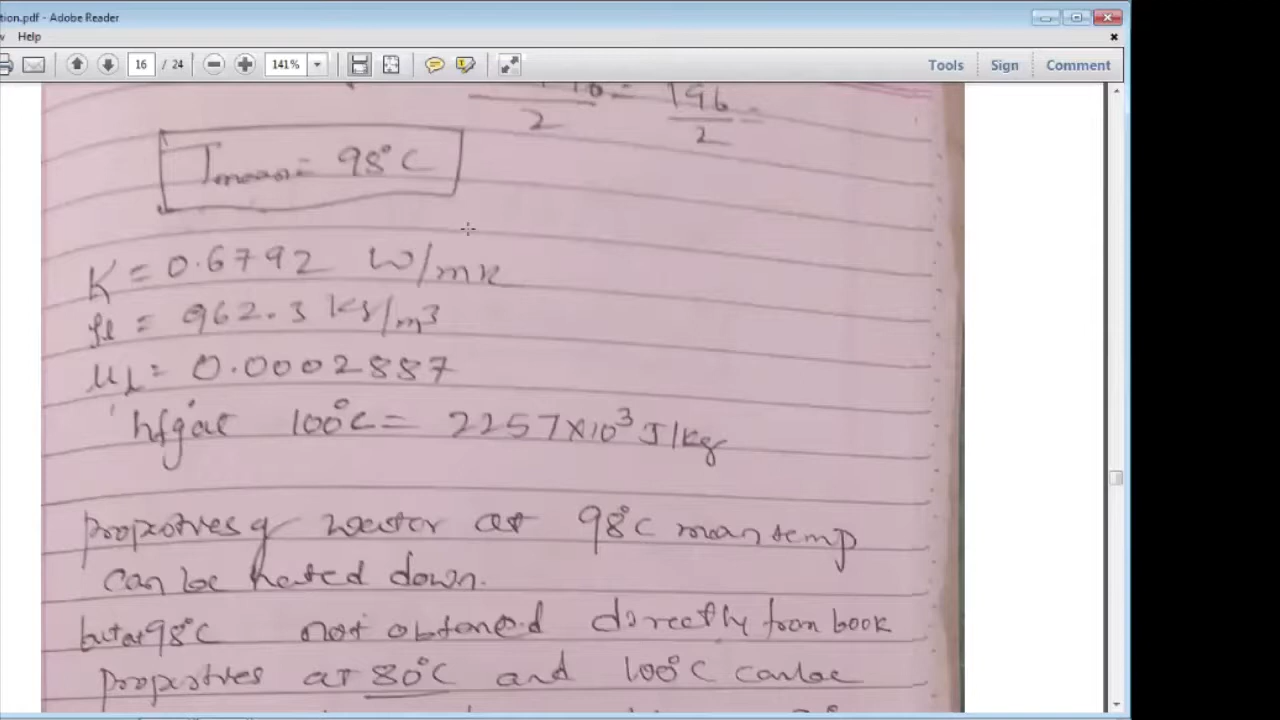 tion.pdf - Adobe Reader
Help
16 / 24 141% Tools Sign Comment
2 = 196/2 =
Tmean = 98°C
K = 0.6792 W/mK
ρl = 962.3 Kg/m³
μl = 0.0002887
hfg at 100°C = 2257×10³ J/kg
properties of water at 98°C mean temp
can be noted down.
but at 98°C not obtained directly from book
properties at 80°C and 100°C can be